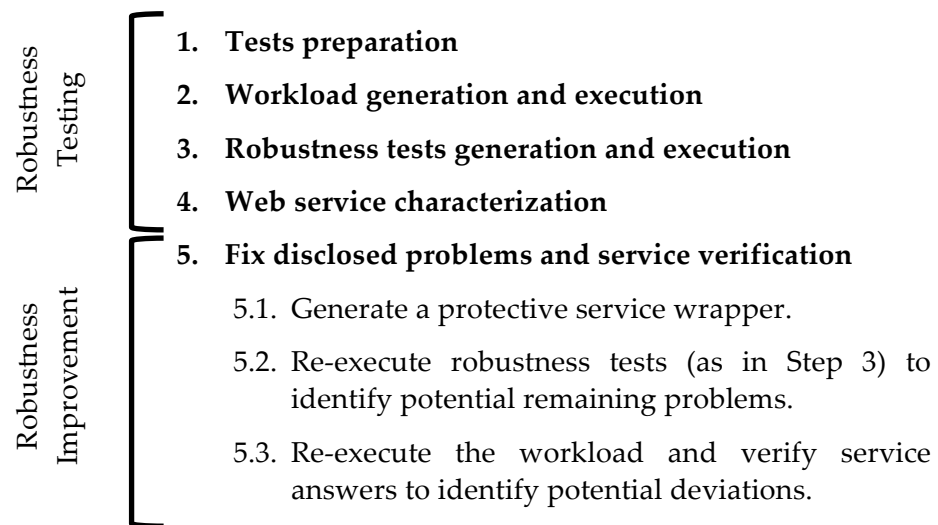 Robustness
Testing
1. Tests preparation
2. Workload generation and execution
3. Robustness tests generation and execution
4. Web service characterization
Robustness
Improvement
5. Fix disclosed problems and service verification
5.1. Generate a protective service wrapper.
5.2. Re-execute robustness tests (as in Step 3) to
identify potential remaining problems.
5.3. Re-execute the workload and verify service
answers to identify potential deviations.